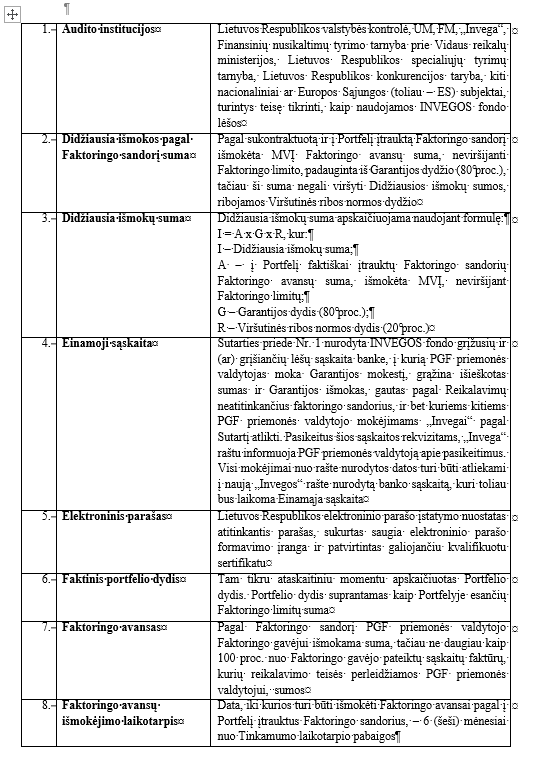 1. Audito institucijos
Lietuvos Respublikos valstybės kontrolė, ŪM, FM, „Invega“,
Finansinių nusikaltimų tyrimo tarnyba prie Vidaus reikalų
ministerijos, Lietuvos Respublikos specialiųjų tyrimų
tarnyba, Lietuvos Respublikos konkurencijos taryba, kiti
nacionaliniai ar Europos Sąjungos (toliau – ES) subjektai,
turintys teisę tikrinti, kaip naudojamos INVEGOS fondo
lėšos
2. Didžiausia išmokos pagal
Faktoringo sandorį suma
Pagal sukontraktuotą ir į Portfelį įtrauktą Faktoringo sandorį
išmokėta MVĮ Faktoringo avansų suma, neviršijanti
Faktoringo limito, padauginta iš Garantijos dydžio (80 proc.),
tačiau ši suma negali viršyti Didžiausios išmokų sumos,
ribojamos Viršutinės ribos normos dydžio
3. Didžiausia išmokų suma
Didžiausia išmokų suma apskaičiuojama naudojant formulę:
I = A x G x R, kur:
I – Didžiausia išmokų suma;
A – į Portfelį faktiškai įtrauktų Faktoringo sandorių
Faktoringo avansų suma, išmokėta MVĮ, neviršijant
Faktoringo limitų;
G – Garantijos dydis (80 proc.);
R – Viršutinės ribos normos dydis (20 proc.)
4. Einamoji sąskaita
Sutarties priede Nr. 1 nurodyta INVEGOS fondo grįžusių ir
(ar) grįšiančių lėšų sąskaita banke, į kurią PGF priemonės
valdytojas moka Garantijos mokestį, grąžina išieškotas
sumas ir Garantijos išmokas, gautas pagal Reikalavimų
neatitinkančius faktoringo sandorius, ir bet kuriems kitiems
PGF priemonės valdytojo mokėjimams „Invegai“ pagal
Sutartį atlikti. Pasikeitus šios sąskaitos rekvizitams, „Invega“
raštu informuoja PGF priemonės valdytoją apie pasikeitimus.
Visi mokėjimai nuo rašte nurodytos datos turi būti atliekami
į naują „Invegos“ rašte nurodytą banko sąskaitą, kuri toliau
bus laikoma Einamąja sąskaita
5. Elektroninis parašas
Lietuvos Respublikos elektroninio parašo įstatymo nuostatas
atitinkantis parašas, sukurtas saugia elektroninio parašo
formavimo įranga ir patvirtintas galiojančiu kvalifikuotu
sertifikatu
6. Faktinis portfelio dydis
Tam tikru ataskaitiniu momentu apskaičiuotas Portfelio
dydis. Portfelio dydis suprantamas kaip Portfelyje esančių
Faktoringo limitų suma
7. Faktoringo avansas
Pagal Faktoringo sandorį PGF priemonės valdytojo
Faktoringo gavėjui išmokama suma, tačiau ne daugiau kaip
100 proc. nuo Faktoringo gavėjo pateiktų sąskaitų faktūrų,
kurių reikalavimo teisės perleidžiamos PGF priemonės
valdytojui, sumos
8. Faktoringo avansų
išmokėjimo laikotarpis
Data, iki kurios turi būti išmokėti Faktoringo avansai pagal į
Portfelį įtrauktus Faktoringo sandorius, – 6 (šeši) mėnesiai
nuo Tinkamumo laikotarpio pabaigos